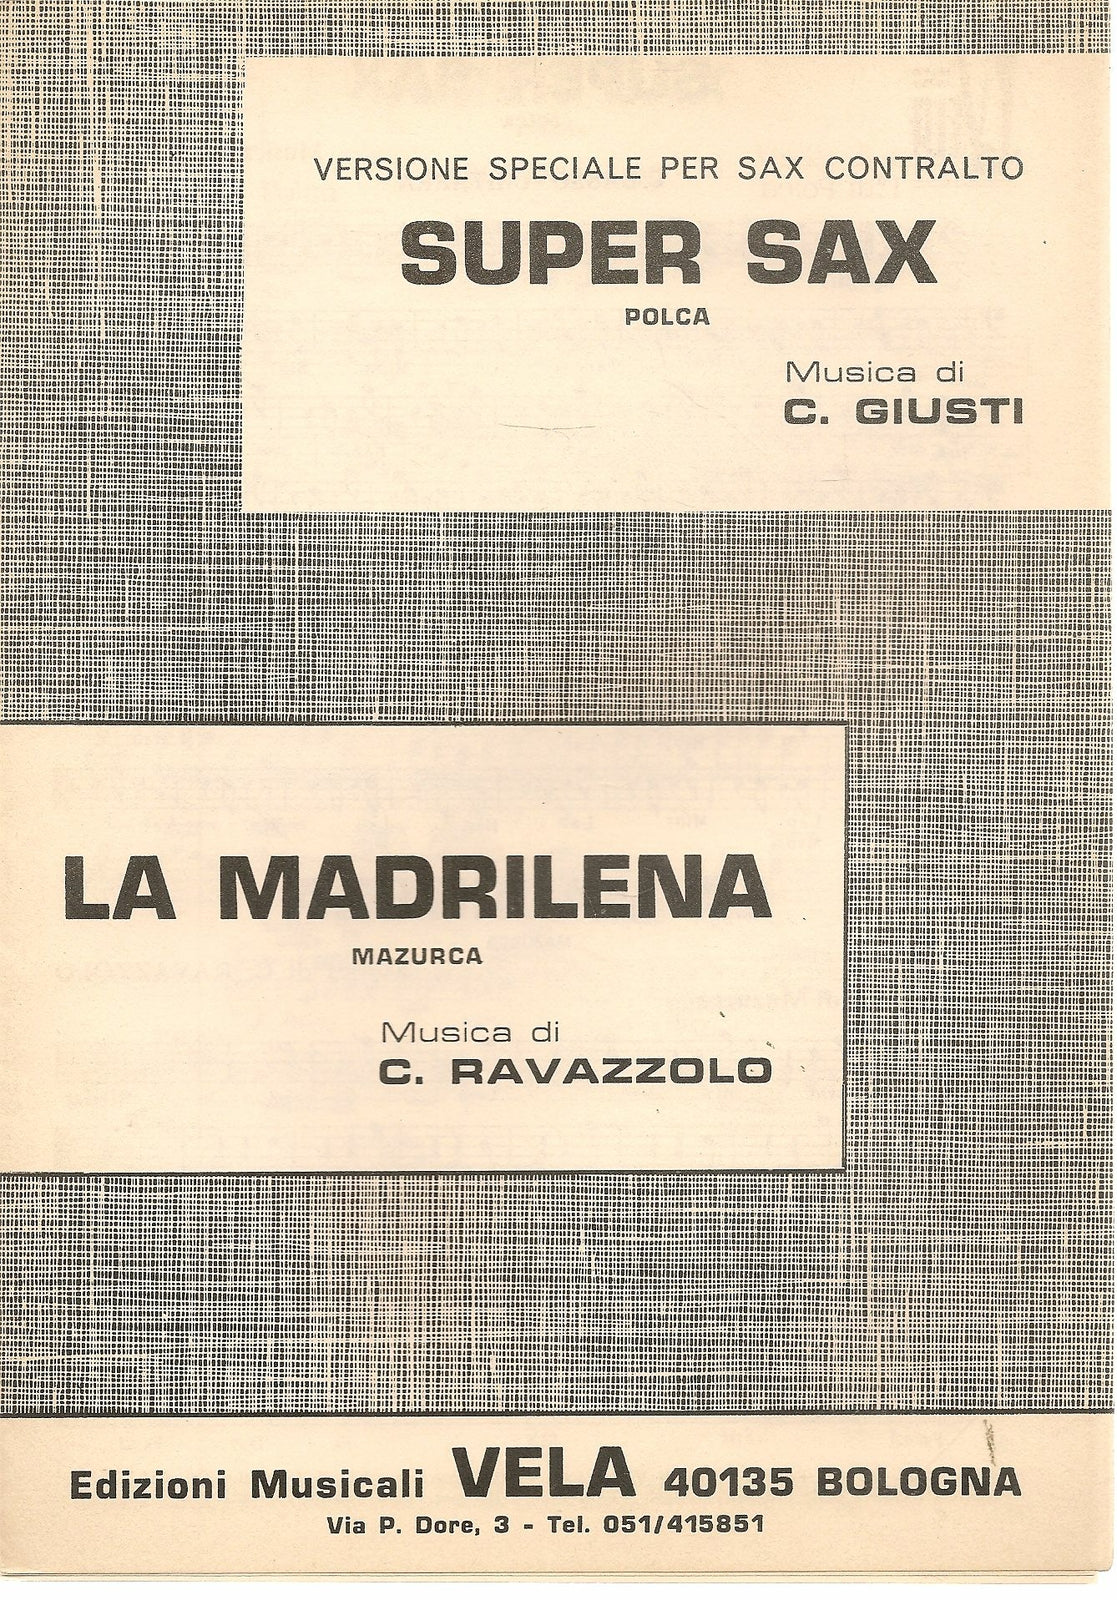 VERSIONE SPECIALE PER SAX CONTRALTO
SUPER SAX
POLCA
Musica di
C. GIUSTI
LA MADRILENA
MAZURCA
Musica di
C. RAVAZZOLO
Edizioni Musicali VELA 40135 BOLOGNA
Via P. Dore, 3 - Tel. 051/415851